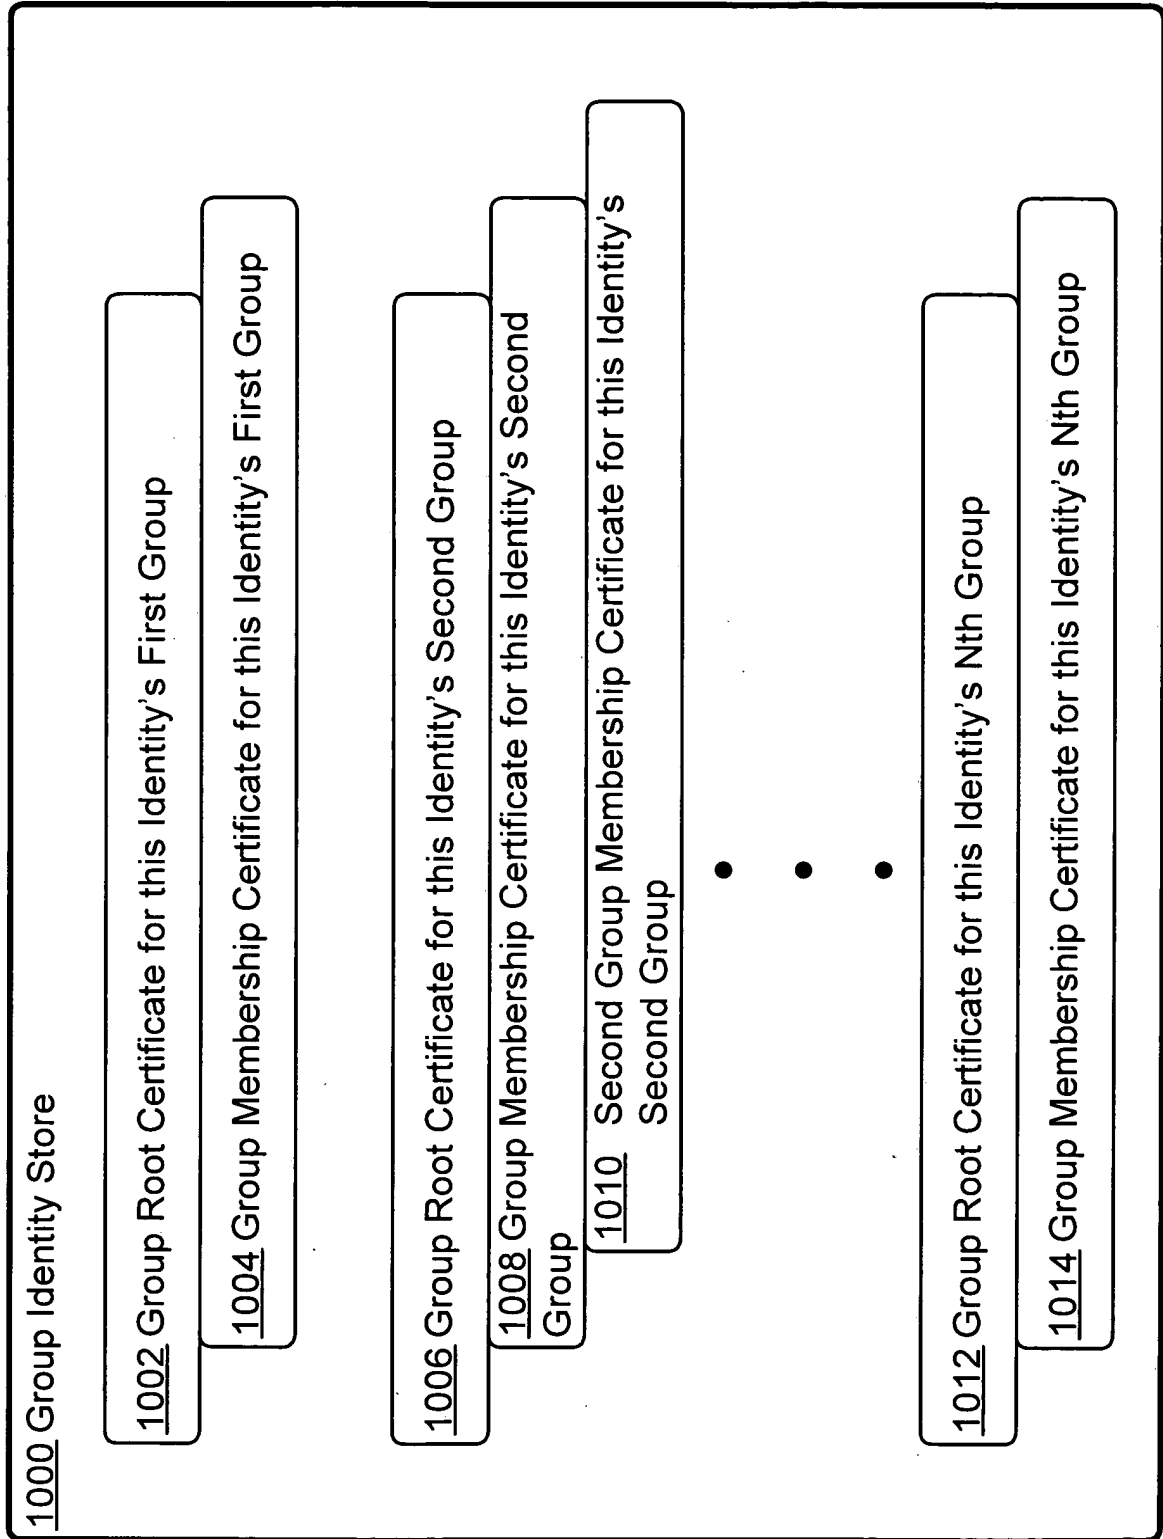 1000 Group Identity Store
1002 Group Root Certificate for this Identity's First Group
1004 Group Membership Certificate for this Identity's First Group
1006 Group Root Certificate for this Identity's Second Group
1008 Group Membership Certificate for this Identity's Second
Group
1010 Second Group Membership Certificate for this Identity's
Second Group
1012 Group Root Certificate for this Identity's Nth Group
1014 Group Membership Certificate for this Identity's Nth Group